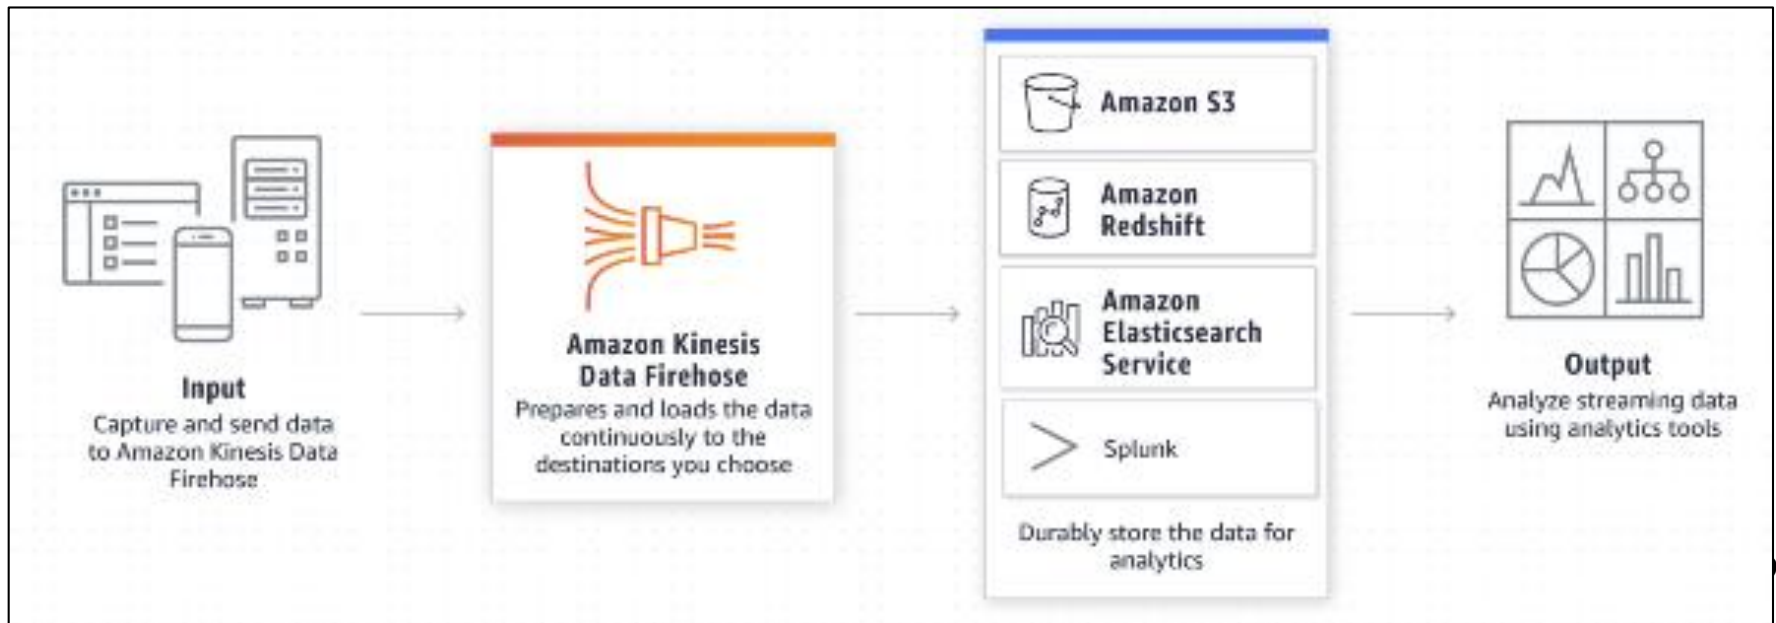 Input
Capture and send data
to Amazon Kinesis Data
Firehose
Amazon Kinesis
Data Firehose
Prepares and loads the data
continuously to the
destinations you choose
Amazon S3
Amazon
Redshift
Amazon
Elasticsearch
Service
Splunk
Durably store the data for
analytics
Output
Analyze streaming data
using analytics tools